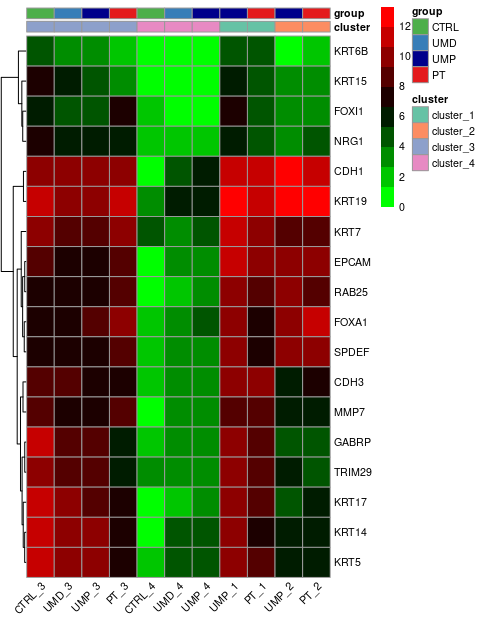 group
cluster
KRT6B
KRT15
FOXI1
NRG1
CDH1
KRT19
KRT7
EPCAM
RAB25
FOXA1
SPDEF
CDH3
MMP7
GABRP
TRIM29
KRT17
KRT14
KRT5
CTRL_3
UMD_3
UMP_3
PT_3
CTRL_4
UMD_4
UMP_4
UMP_1
PT_1
UMP_2
PT_2
12
10
8
6
4
2
0
group
CTRL
UMD
UMP
PT
cluster
cluster_1
cluster_2
cluster_3
cluster_4